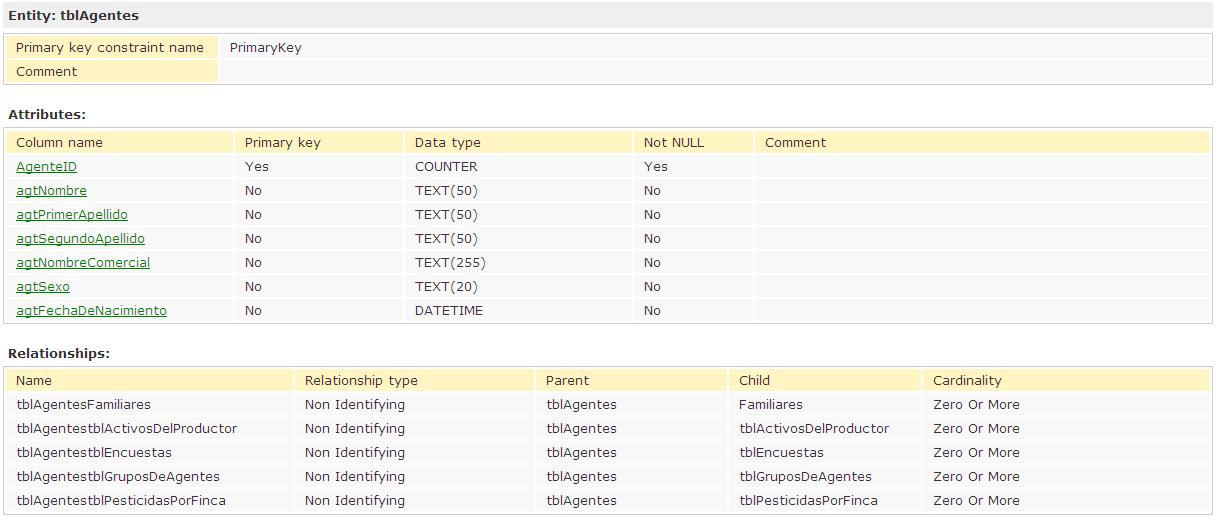 Entity: tblAgentes
Primary key constraint name PrimaryKey
Comment
Attributes:
Column name Primary key Data type Not NULL Comment
AgenteID Yes COUNTER Yes
agtNombre No TEXT(50) No
agtPrimerApellido No TEXT(50) No
agtSegundoApellido No TEXT(50) No
agtNombreComercial No TEXT(255) No
agtSexo No TEXT(20) No
agtFechaDeNacimiento No DATETIME No
Relationships:
Name Relationship type Parent Child Cardinality
tblAgentesFamiliares Non Identifying tblAgentes Familiares Zero Or More
tblAgentestblActivosDelProductor Non Identifying tblAgentes tblActivosDelProductor Zero Or More
tblAgentestblEncuestas Non Identifying tblAgentes tblEncuestas Zero Or More
tblAgentestblGruposDeAgentes Non Identifying tblAgentes tblGruposDeAgentes Zero Or More
tblAgentestblPesticidasPorFinca Non Identifying tblAgentes tblPesticidasPorFinca Zero Or More